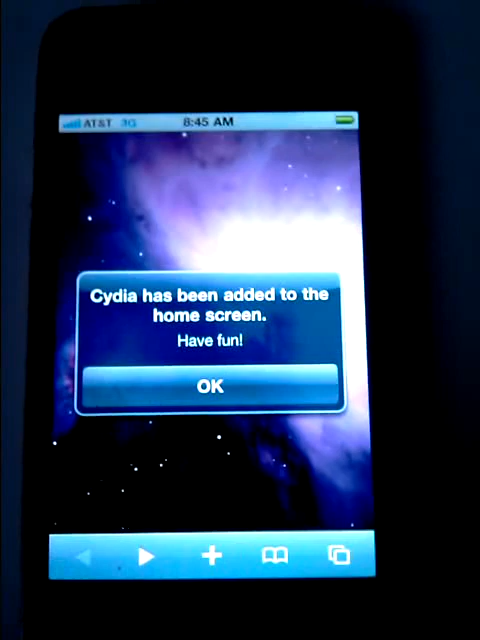 AT&T 3G 8:45 AM
Cydia has been added to the
home screen.
Have fun!
OK